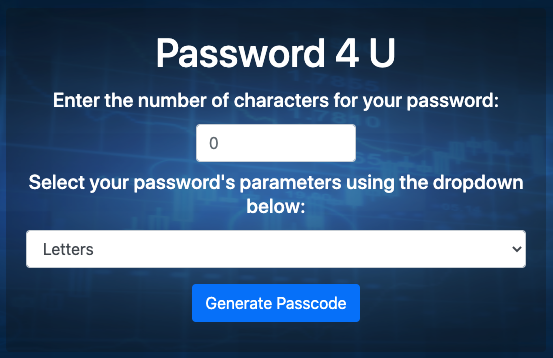 Password 4 U
Enter the number of characters for your password:
0
Select your password's parameters using the dropdown
below:
Letters
Generate Passcode